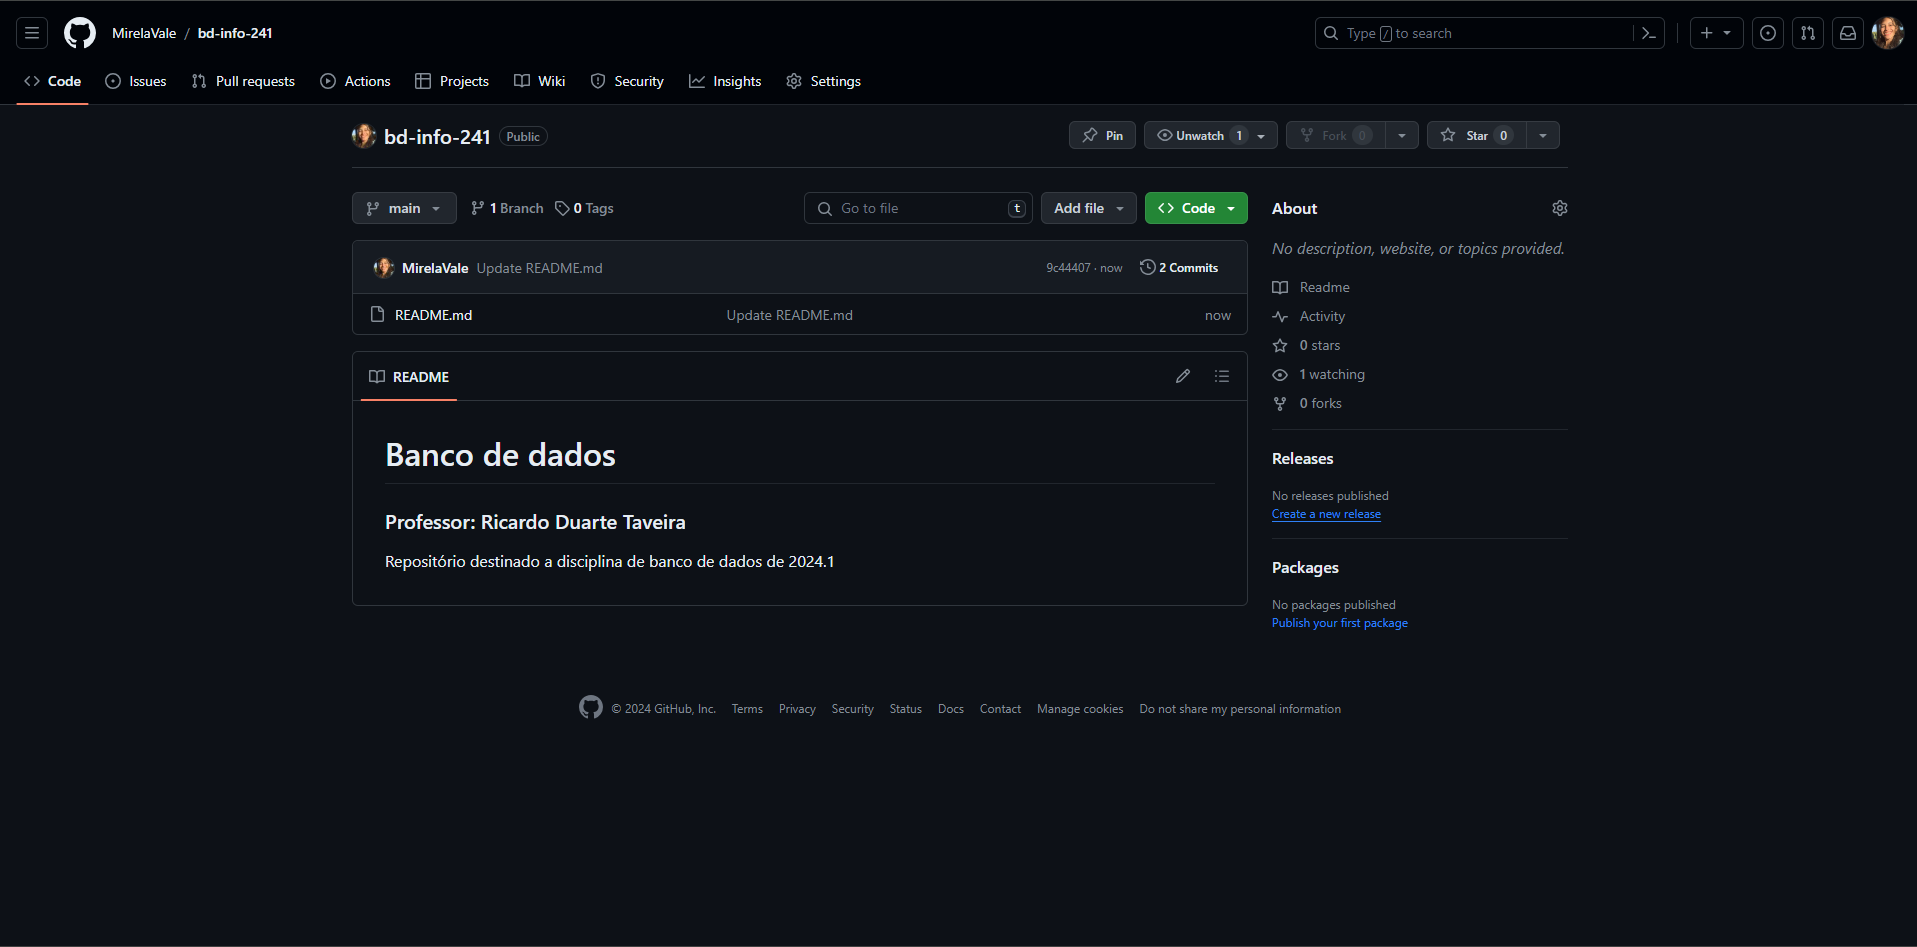 MirelaVale / bd-info-241
Type / to search
Code Issues Pull requests Actions Projects Wiki Security Insights Settings
bd-info-241 Public
Pin Unwatch 1 Fork 0 Star 0
main 1 Branch 0 Tags
Go to file t Add file Code
MirelaVale Update README.md 9c44407 · now 2 Commits
README.md Update README.md now
README
Banco de dados
Professor: Ricardo Duarte Taveira
Repositório destinado a disciplina de banco de dados de 2024.1
About
No description, website, or topics provided.
Readme
Activity
0 stars
1 watching
0 forks
Releases
No releases published
Create a new release
Packages
No packages published
Publish your first package
© 2024 GitHub, Inc. Terms Privacy Security Status Docs Contact Manage cookies Do not share my personal information